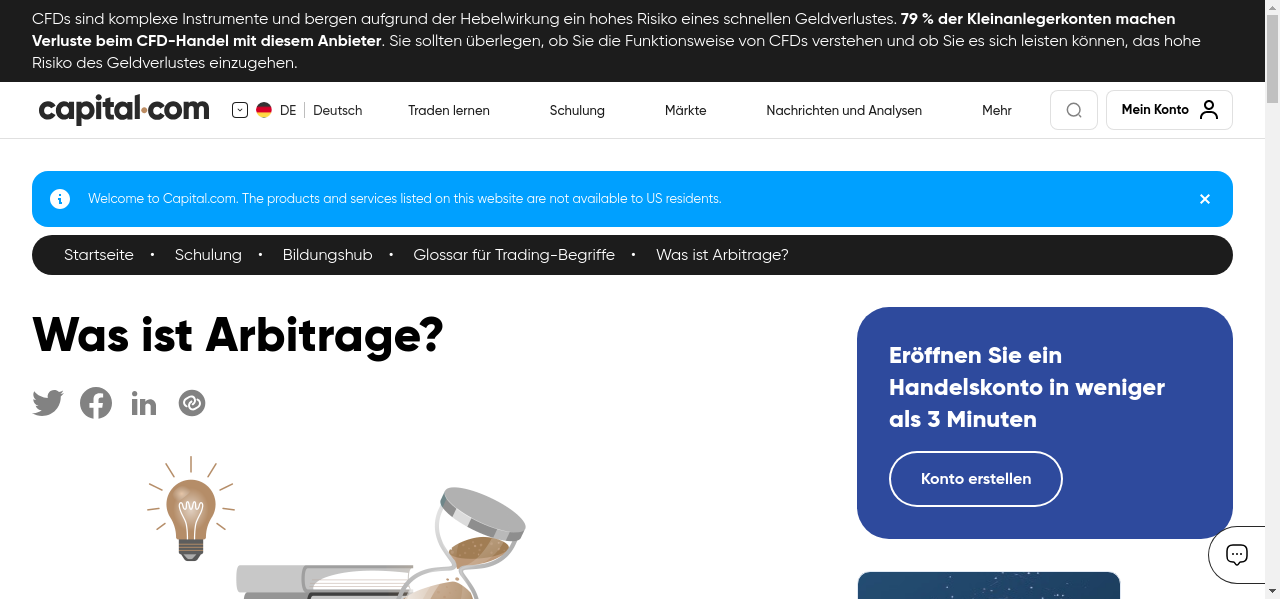 CFDs sind komplexe Instrumente und bergen aufgrund der Hebelwirkung ein hohes Risiko eines schnellen Geldverlustes. 79 % der Kleinanlegerkonten machen
Verluste beim CFD-Handel mit diesem Anbieter. Sie sollten überlegen, ob Sie die Funktionsweise von CFDs verstehen und ob Sie es sich leisten können, das hohe
Risiko des Geldverlustes einzugehen.
capital.com DE Deutsch Traden lernen Schulung Märkte Nachrichten und Analysen Mehr Mein Konto
Welcome to Capital.com. The products and services listed on this website are not available to US residents.
Startseite • Schulung • Bildungshub • Glossar für Trading-Begriffe • Was ist Arbitrage?
Was ist Arbitrage?
Eröffnen Sie ein
Handelskonto in weniger
als 3 Minuten
Konto erstellen